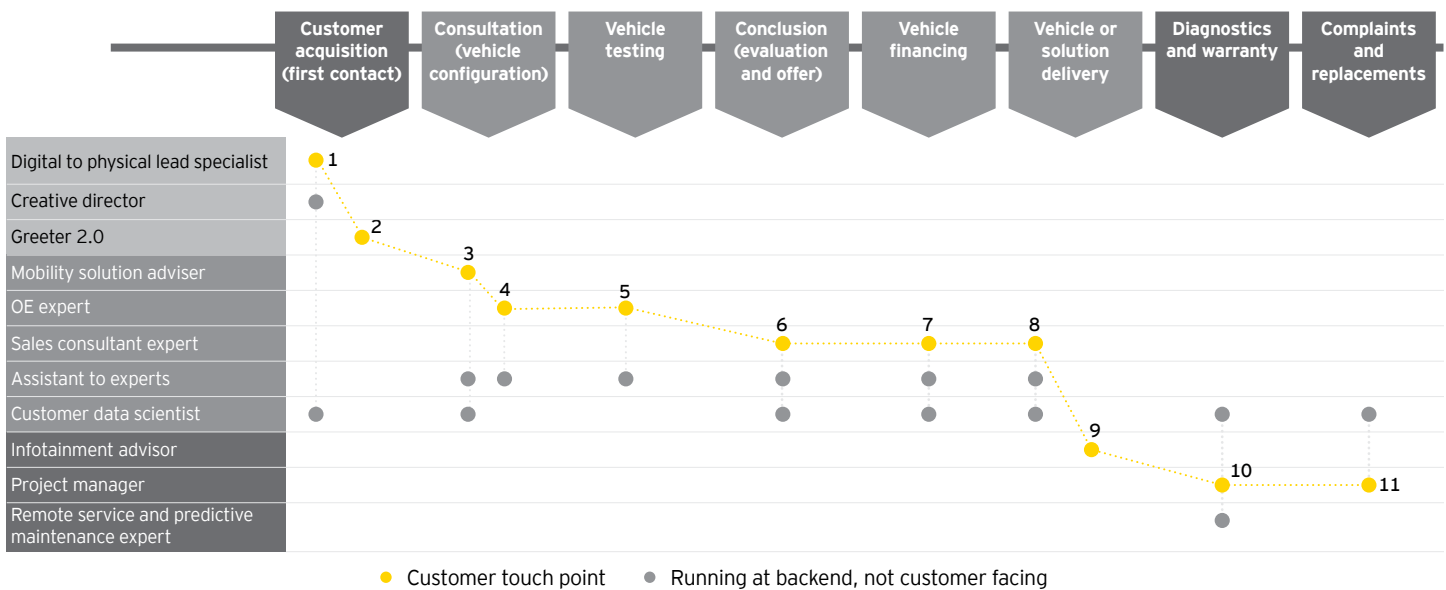 Customer
acquisition
(first contact)
Consultation
(vehicle
configuration)
Vehicle
testing
Conclusion
(evaluation
and offer)
Vehicle
financing
Vehicle or
solution
delivery
Diagnostics
and warranty
Complaints
and
replacements
Digital to physical lead specialist
1
Creative director
Greeter 2.0
2
Mobility solution adviser
3
OE expert
4
5
Sales consultant expert
6
7
8
Assistant to experts
Customer data scientist
Infotainment advisor
9
Project manager
10
11
Remote service and predictive
maintenance expert
Customer touch point
Running at backend, not customer facing